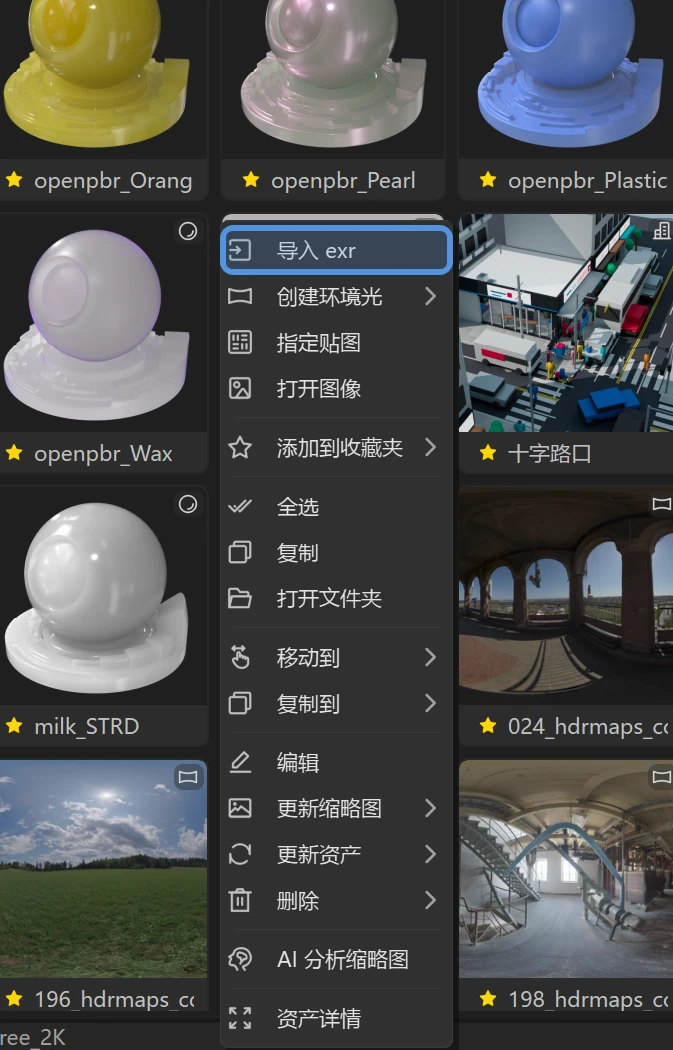 openpbr_Orang
openpbr_Pearl
openpbr_Plastic
导入 exr
创建环境光
指定贴图
打开图像
添加到收藏夹
全选
复制
打开文件夹
移动到
复制到
编辑
更新缩略图
更新资产
删除
AI 分析缩略图
资产详情
openpbr_Wax
十字路口
milk_STRD
024_hdrmaps_cc
196_hdrmaps_cc
198_hdrmaps_cc
ree_2K